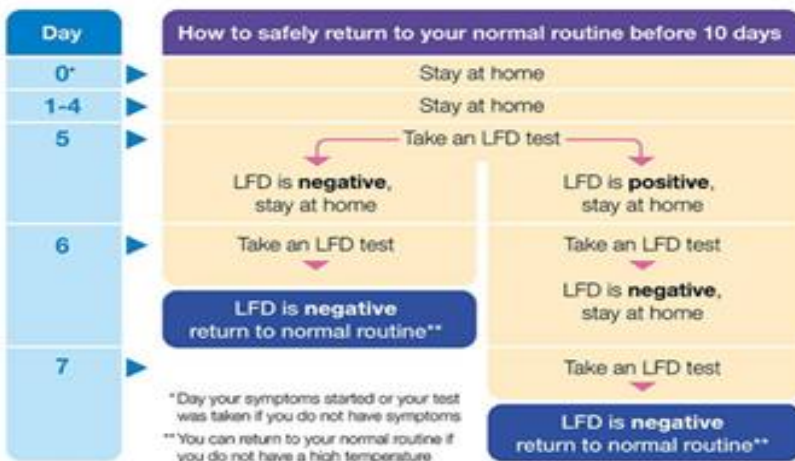 Day
How to safely return to your normal routine before 10 days
0*
Stay at home
1-4
Stay at home
5
Take an LFD test
LFD is negative,
stay at home
LFD is positive,
stay at home
6
Take an LFD test
LFD is negative
return to normal routine**
Take an LFD test
LFD is negative,
stay at home
7
Take an LFD test
LFD is negative
return to normal routine**
*Day your symptoms started or your test
was taken if you do not have symptoms
**You can return to your normal routine if
you do not have a high temperature